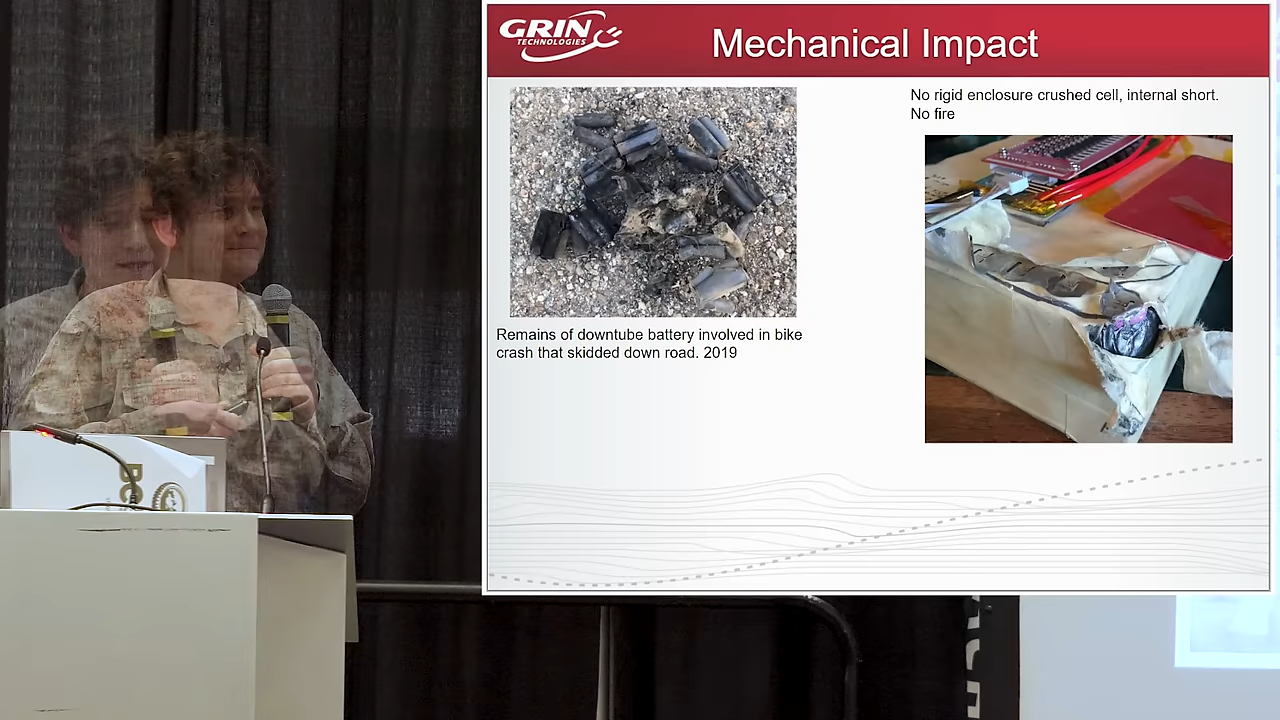 GRIN
TECHNOLOGIES
Mechanical Impact
No rigid enclosure crushed cell, internal short.
No fire
Remains of downtube battery involved in bike
crash that skidded down road. 2019
BC